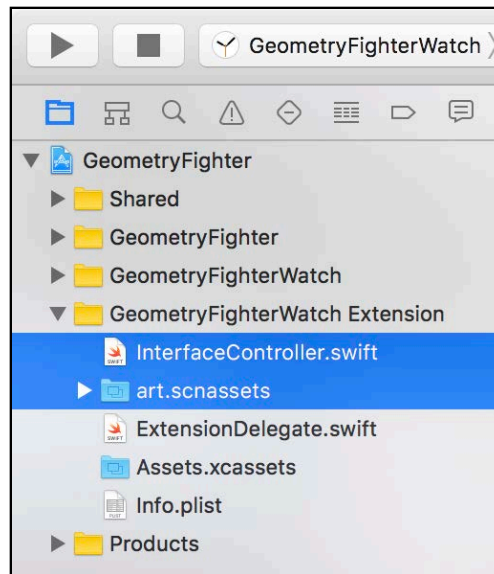 GeometryFighterWatch
GeometryFighter
Shared
GeometryFighter
GeometryFighterWatch
GeometryFighterWatch Extension
InterfaceController.swift
art.scnassets
ExtensionDelegate.swift
Assets.xcassets
Info.plist
Products